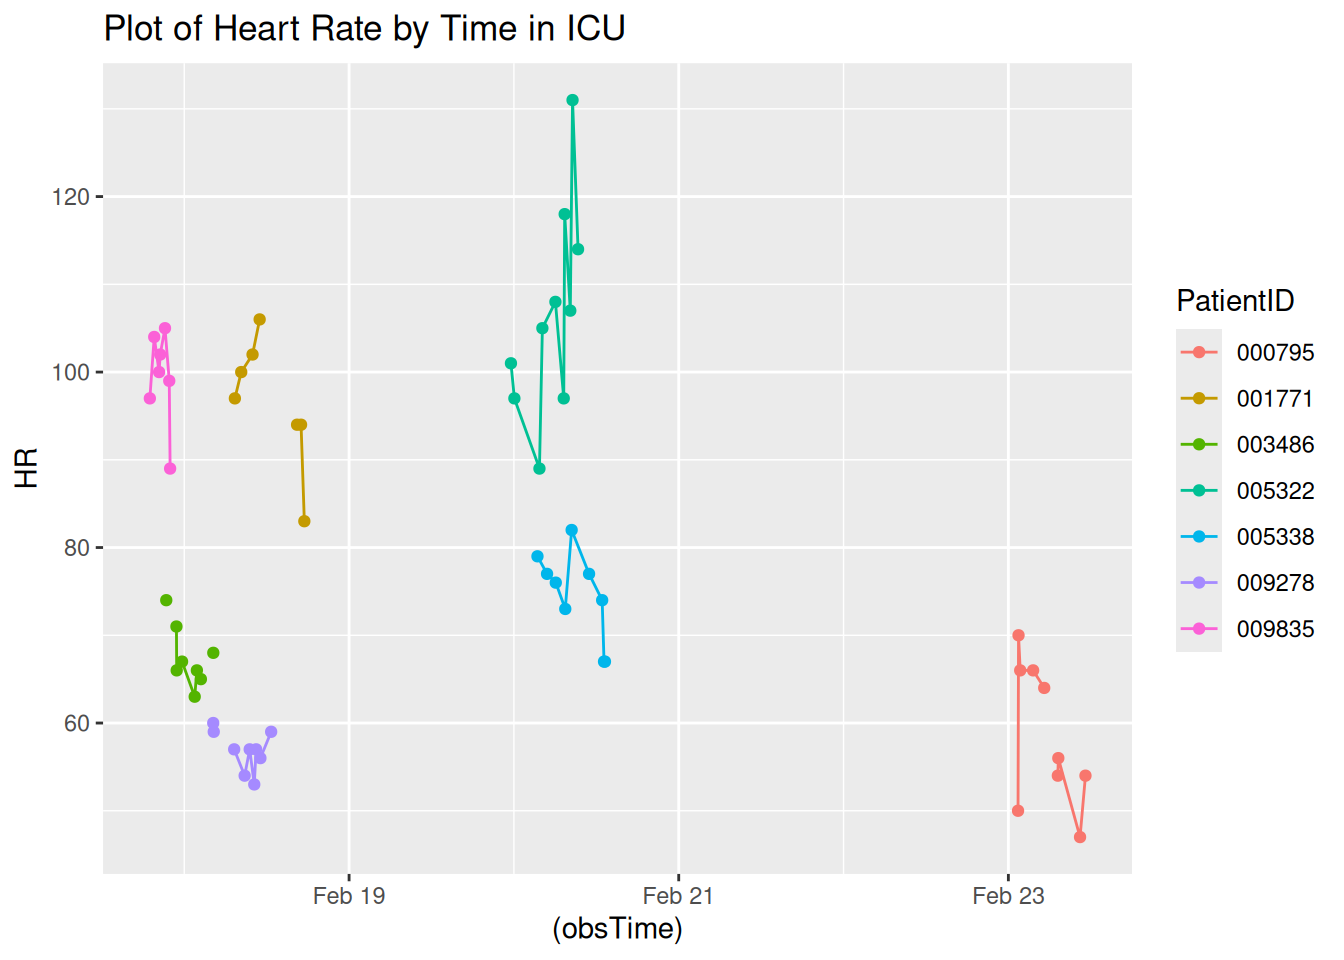 Plot of Heart Rate by Time in ICU
HR
120
100
80
60
Feb 19 Feb 21 Feb 23
(obsTime)
PatientID
000795
001771
003486
005322
005338
009278
009835